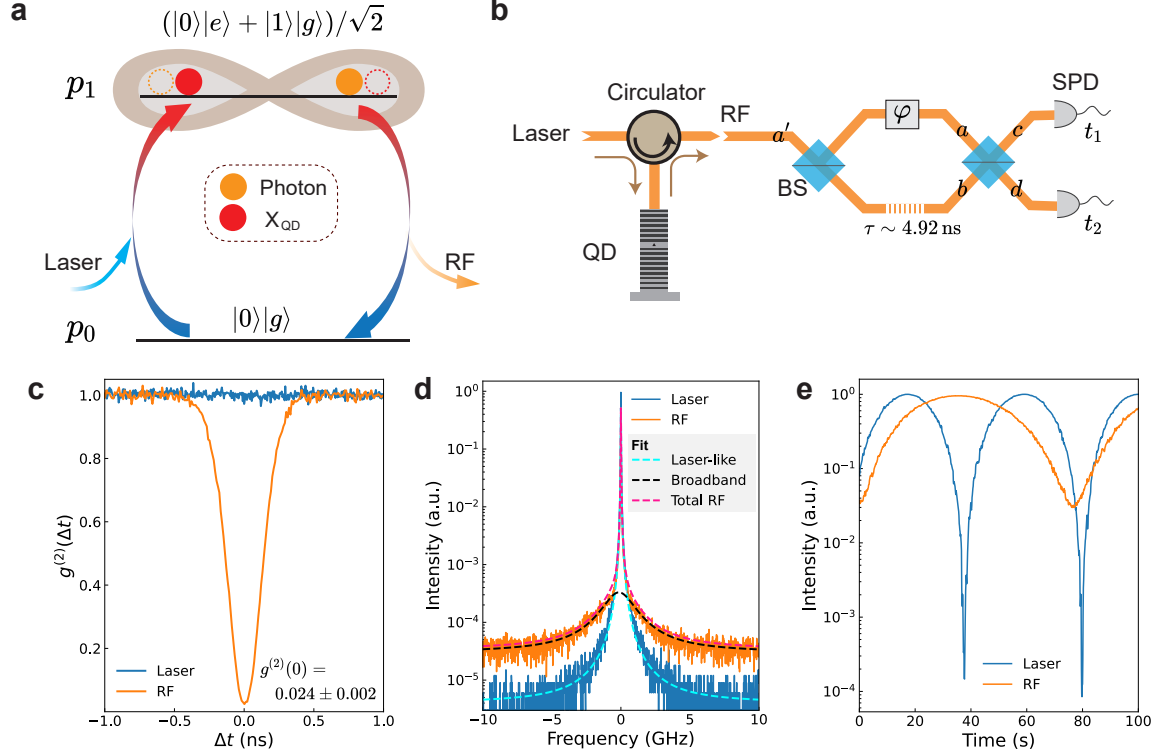 a
(|0⟩|e⟩ + |1⟩|g⟩)/√2
p₁
Photon
X_QD
Laser
RF
|0⟩|g⟩
p₀
b
Circulator
Laser
RF
a′
BS
φ
a
b
c
d
SPD
t₁
t₂
τ ∼ 4.92 ns
QD
c
g⁽²⁾(Δt)
1.0
0.8
0.6
0.4
0.2
Laser
RF
g⁽²⁾(0) =
0.024 ± 0.002
−1.0 −0.5 0.0 0.5 1.0
Δt (ns)
d
Intensity (a.u.)
10⁰
10⁻¹
10⁻²
10⁻³
10⁻⁴
10⁻⁵
Laser
RF
Fit
Laser-like
Broadband
Total RF
−10 −5 0 5 10
Frequency (GHz)
e
Intensity (a.u.)
10⁰
10⁻¹
10⁻²
10⁻³
10⁻⁴
Laser
RF
0 20 40 60 80 100
Time (s)